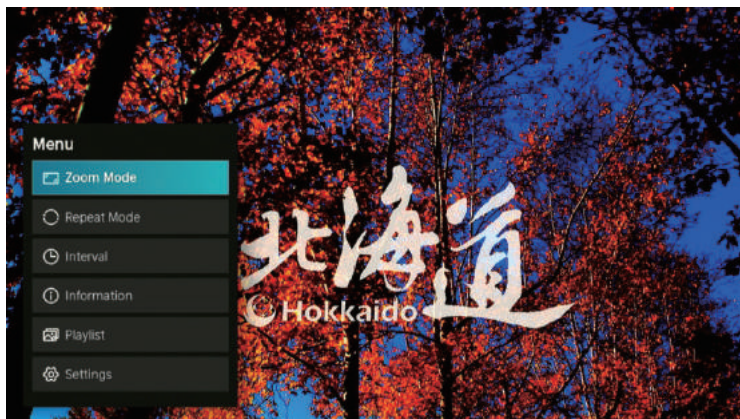 Menu
Zoom Mode
Repeat Mode
Interval
Information
Playlist
Settings
北海道
Hokkaido